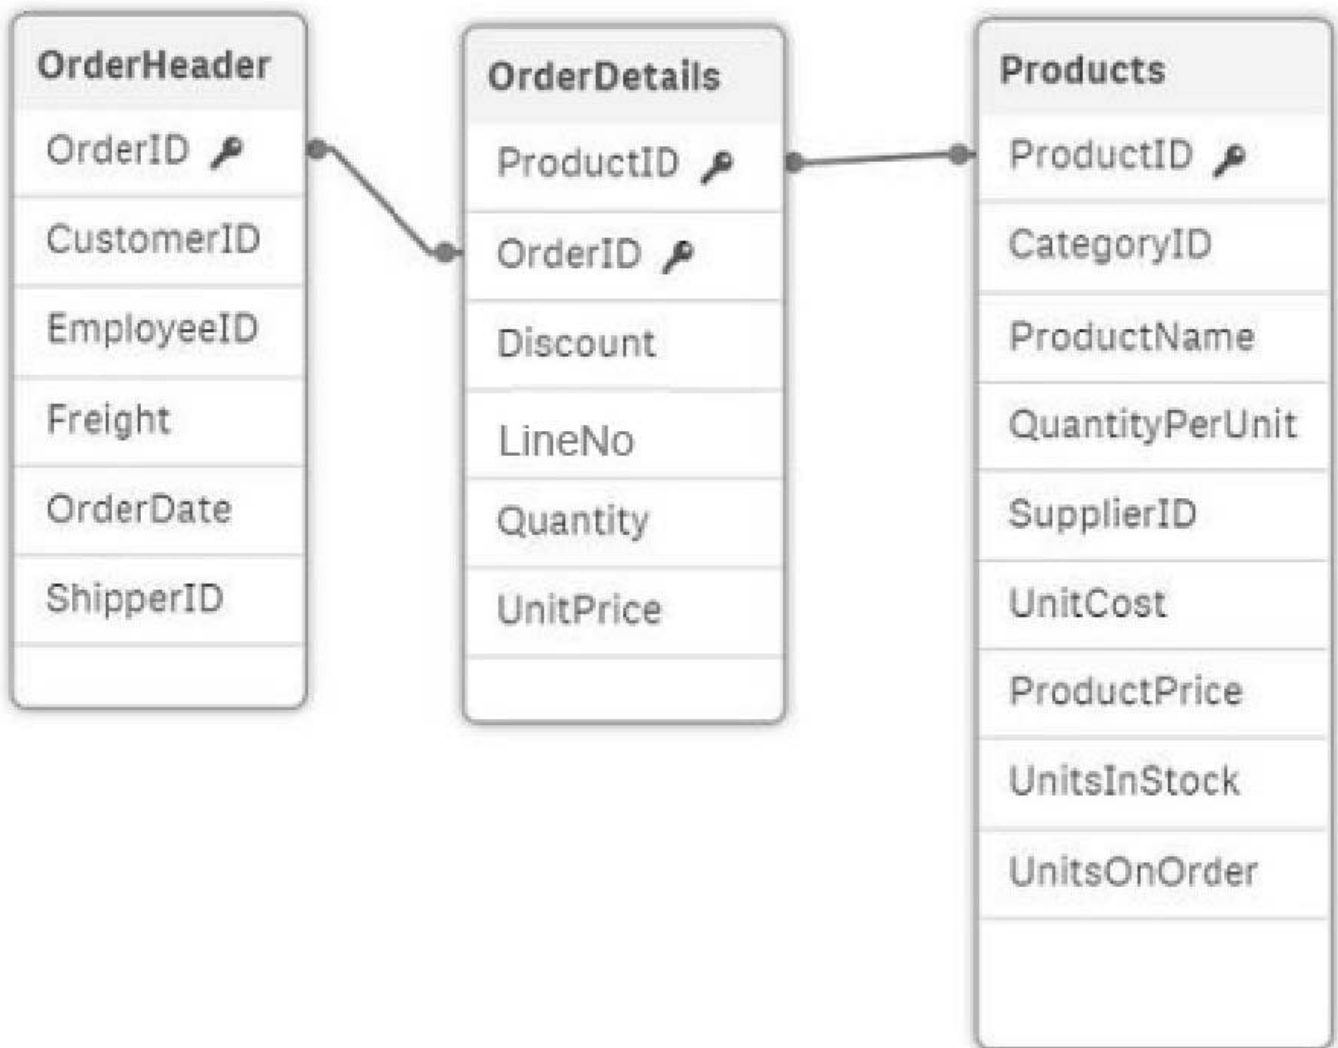 OrderHeader
OrderID
CustomerID
EmployeeID
Freight
OrderDate
ShipperID
OrderDetails
ProductID
OrderID
Discount
LineNo
Quantity
UnitPrice
Products
ProductID
CategoryID
ProductName
QuantityPerUnit
SupplierID
UnitCost
ProductPrice
UnitsInStock
UnitsOnOrder